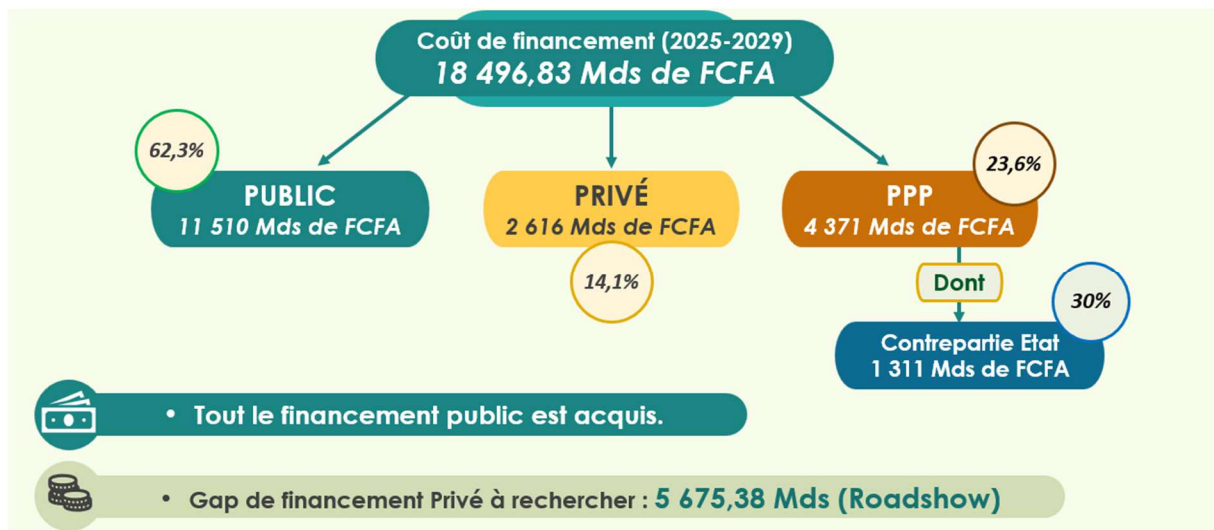 Coût de financement (2025-2029)
18 496,83 Mds de FCFA
62,3%
PUBLIC
11 510 Mds de FCFA
PRIVÉ
2 616 Mds de FCFA
14,1%
23,6%
PPP
4 371 Mds de FCFA
Dont
30%
Contrepartie Etat
1 311 Mds de FCFA
• Tout le financement public est acquis.
• Gap de financement Privé à rechercher : 5 675,38 Mds (Roadshow)